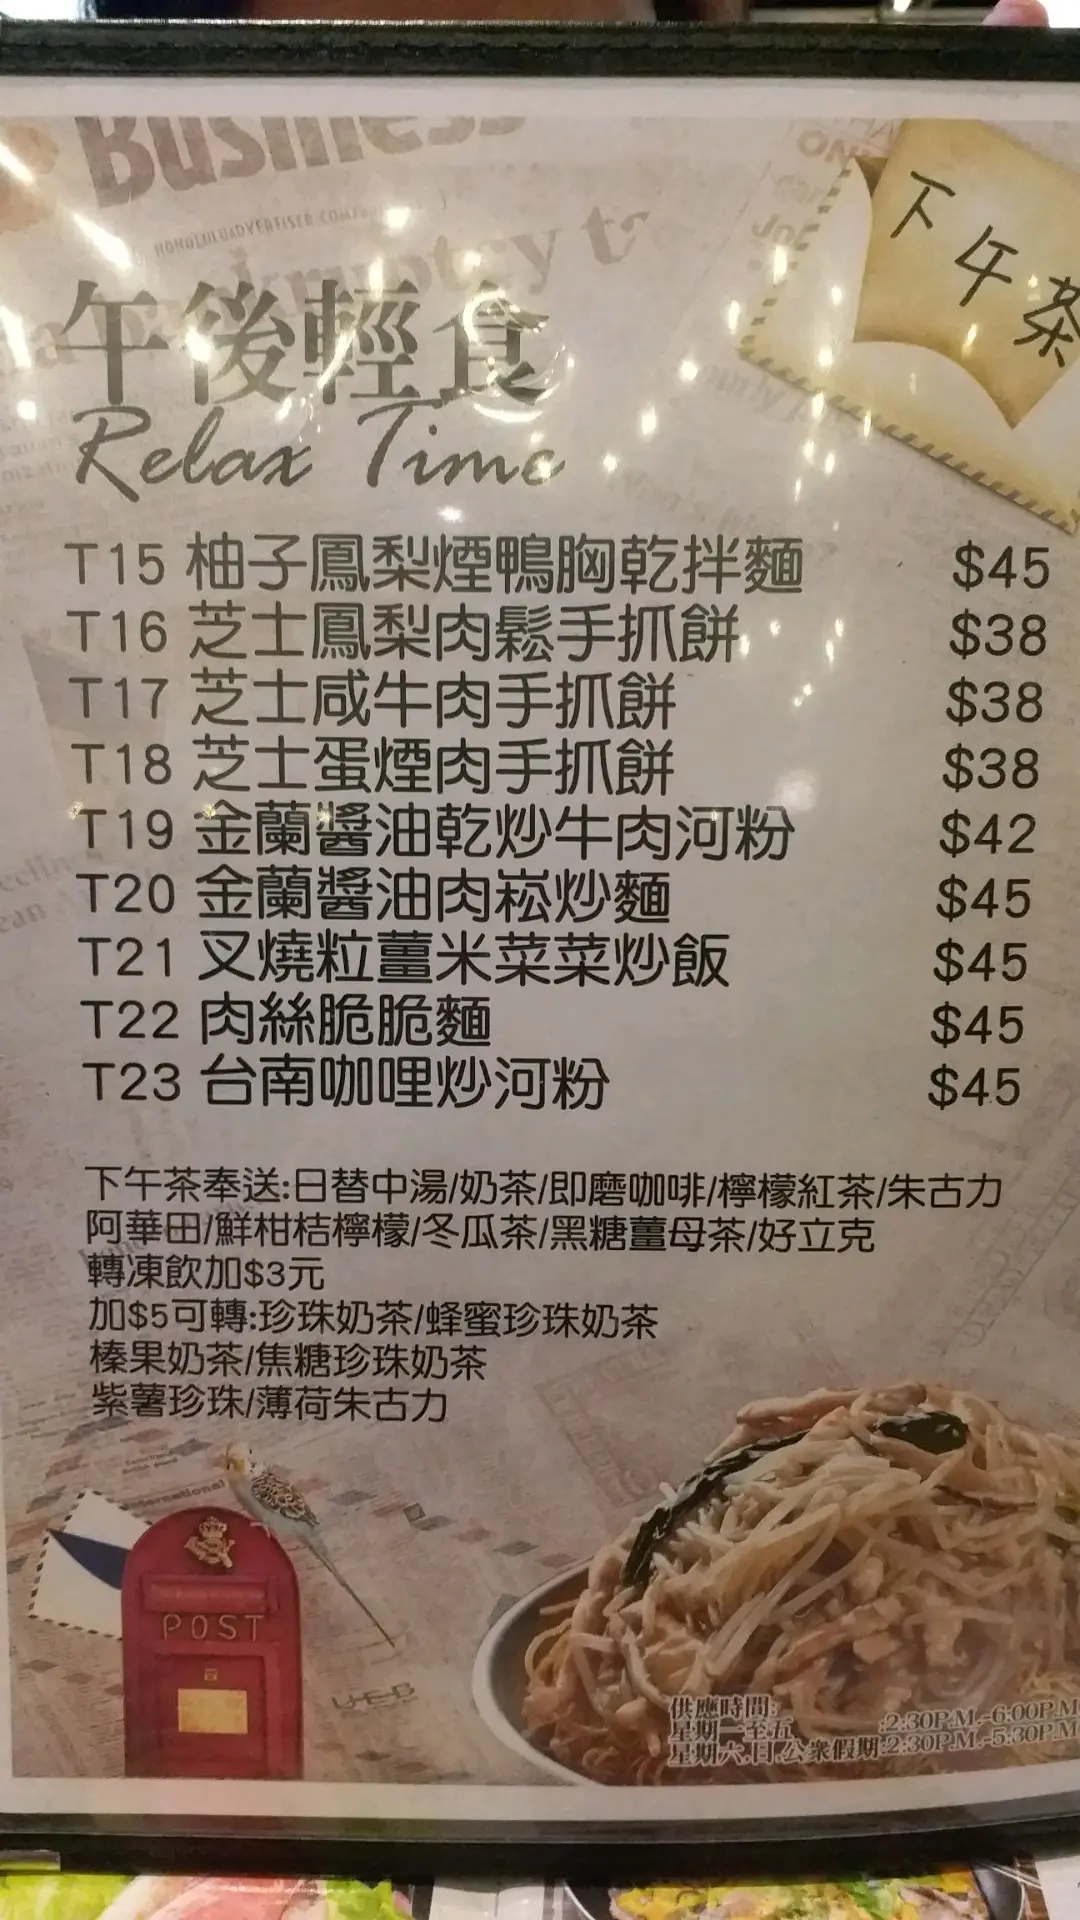 Business
HONOLULUADVERTISER.COM
下午茶
午後輕食
Relax Time
T15 柚子鳳梨煙鴨胸乾拌麵 $45
T16 芝士鳳梨肉鬆手抓餅 $38
T17 芝士咸牛肉手抓餅 $38
T18 芝士蛋煙肉手抓餅 $38
T19 金蘭醬油乾炒牛肉河粉 $42
T20 金蘭醬油肉崧炒麵 $45
T21 叉燒粒薑米菜菜炒飯 $45
T22 肉絲脆脆麵 $45
T23 台南咖哩炒河粉 $45
下午茶奉送:日替中湯/奶茶/即磨咖啡/檸檬紅茶/朱古力
阿華田/鮮柑桔檸檬/冬瓜茶/黑糖薑母茶/好立克
轉凍飲加$3元
加$5可轉:珍珠奶茶/蜂蜜珍珠奶茶
榛果奶茶/焦糖珍珠奶茶
紫薯珍珠/薄荷朱古力
International
POST
供應時間:
星期一至五 :2:30P.M.-6:00P.M
星期六.日.公衆假期:2:30P.M.-5:30P.M